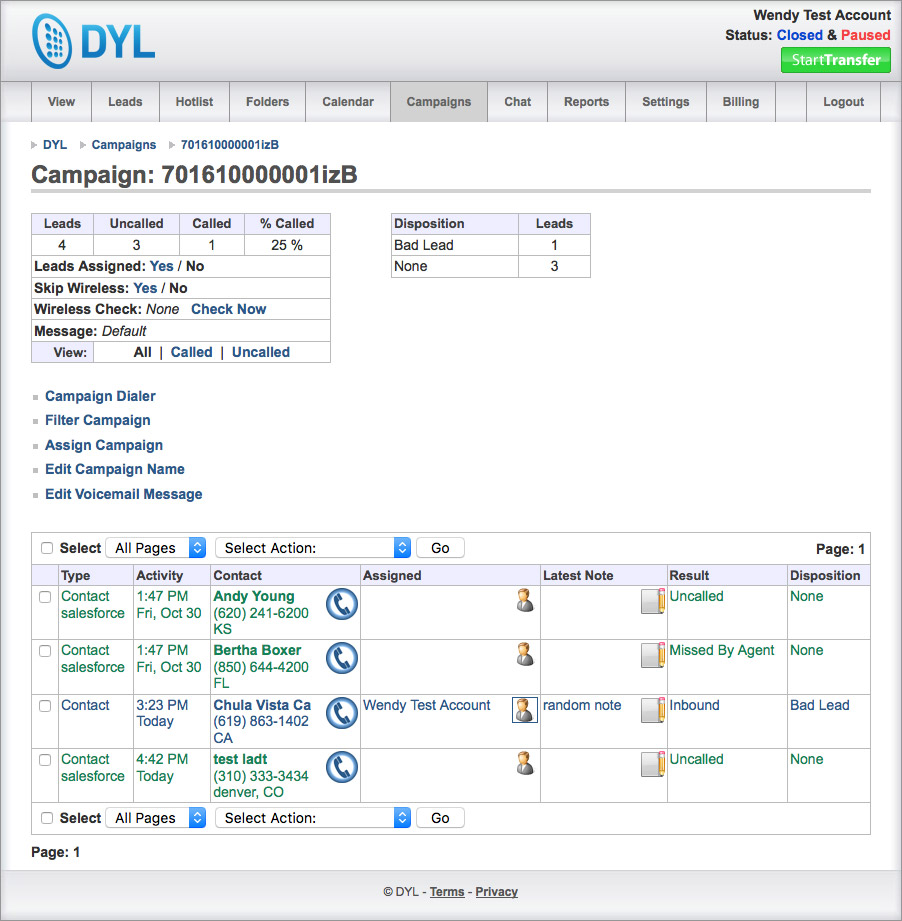 DYL
Wendy Test Account
Status: Closed & Paused
StartTransfer
View Leads Hotlist Folders Calendar Campaigns Chat Reports Settings Billing Logout
DYL Campaigns 701610000001izB
Campaign: 701610000001izB
Leads Uncalled Called % Called
4 3 1 25 %
Leads Assigned: Yes / No
Skip Wireless: Yes / No
Wireless Check: None Check Now
Message: Default
View: All | Called | Uncalled
Disposition Leads
Bad Lead 1
None 3
Campaign Dialer
Filter Campaign
Assign Campaign
Edit Campaign Name
Edit Voicemail Message
Select All Pages Select Action: Go Page: 1
Type Activity Contact Assigned Latest Note Result Disposition
Contact 1:47 PM Andy Young Uncalled None
salesforce Fri, Oct 30 (620) 241-6200
KS
Contact 1:47 PM Bertha Boxer Missed By Agent None
salesforce Fri, Oct 30 (850) 644-4200
FL
Contact 3:23 PM Chula Vista Ca Wendy Test Account random note Inbound Bad Lead
Today (619) 863-1402
CA
Contact 4:42 PM test ladt Uncalled None
salesforce Today (310) 333-3434
denver, CO
Select All Pages Select Action: Go
Page: 1
© DYL - Terms - Privacy